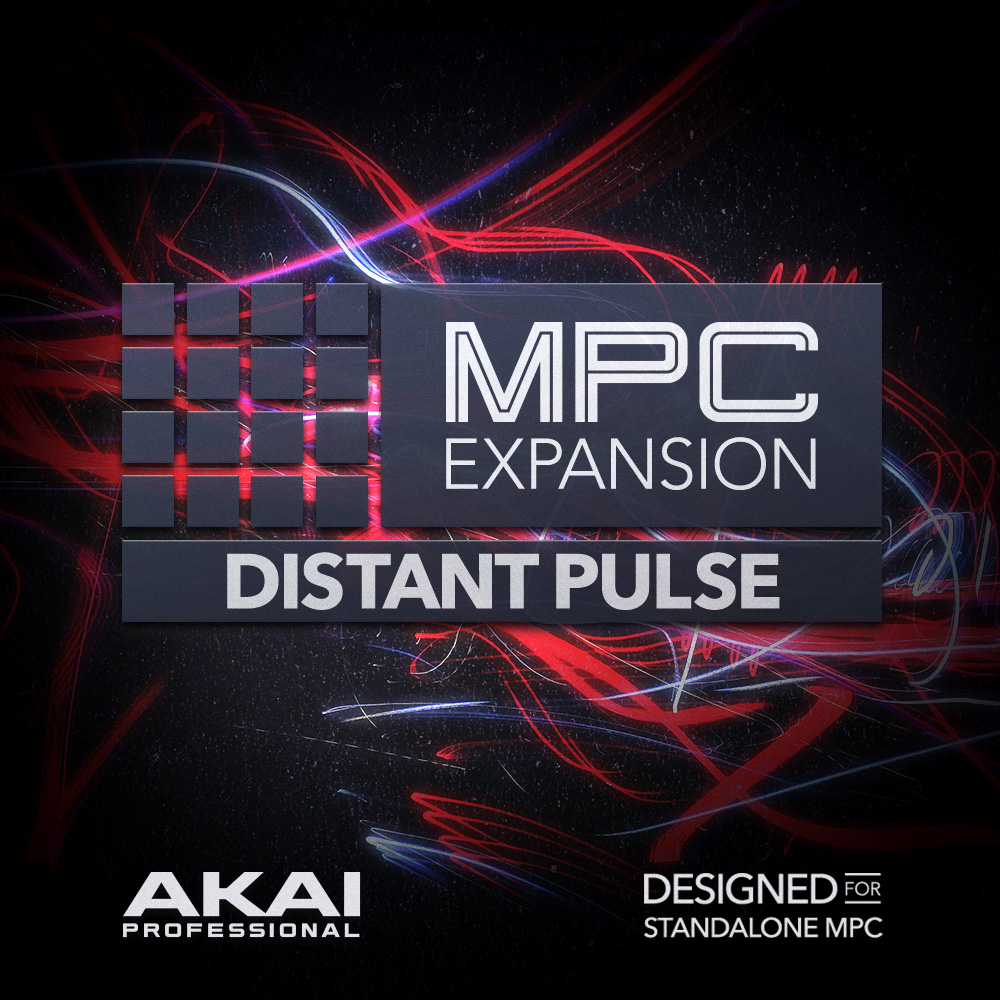 MPC
EXPANSION
DISTANT PULSE
AKAI
PROFESSIONAL
DESIGNED FOR
STANDALONE MPC